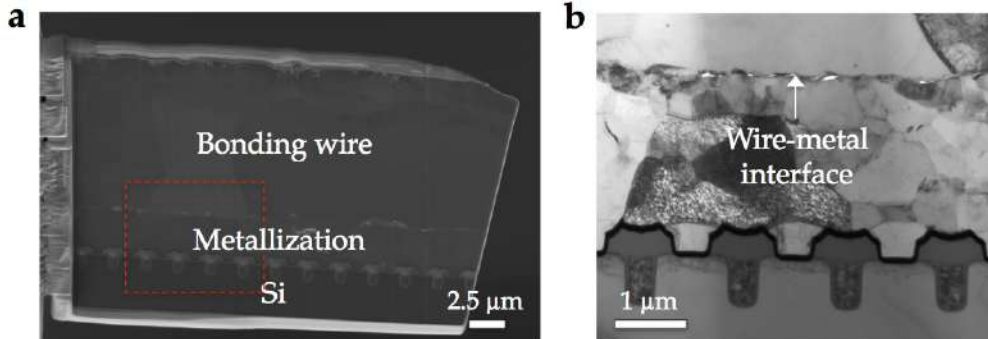 a
b
Bonding wire
Metallization
Si
2.5 µm
Wire-metal
interface
1 µm